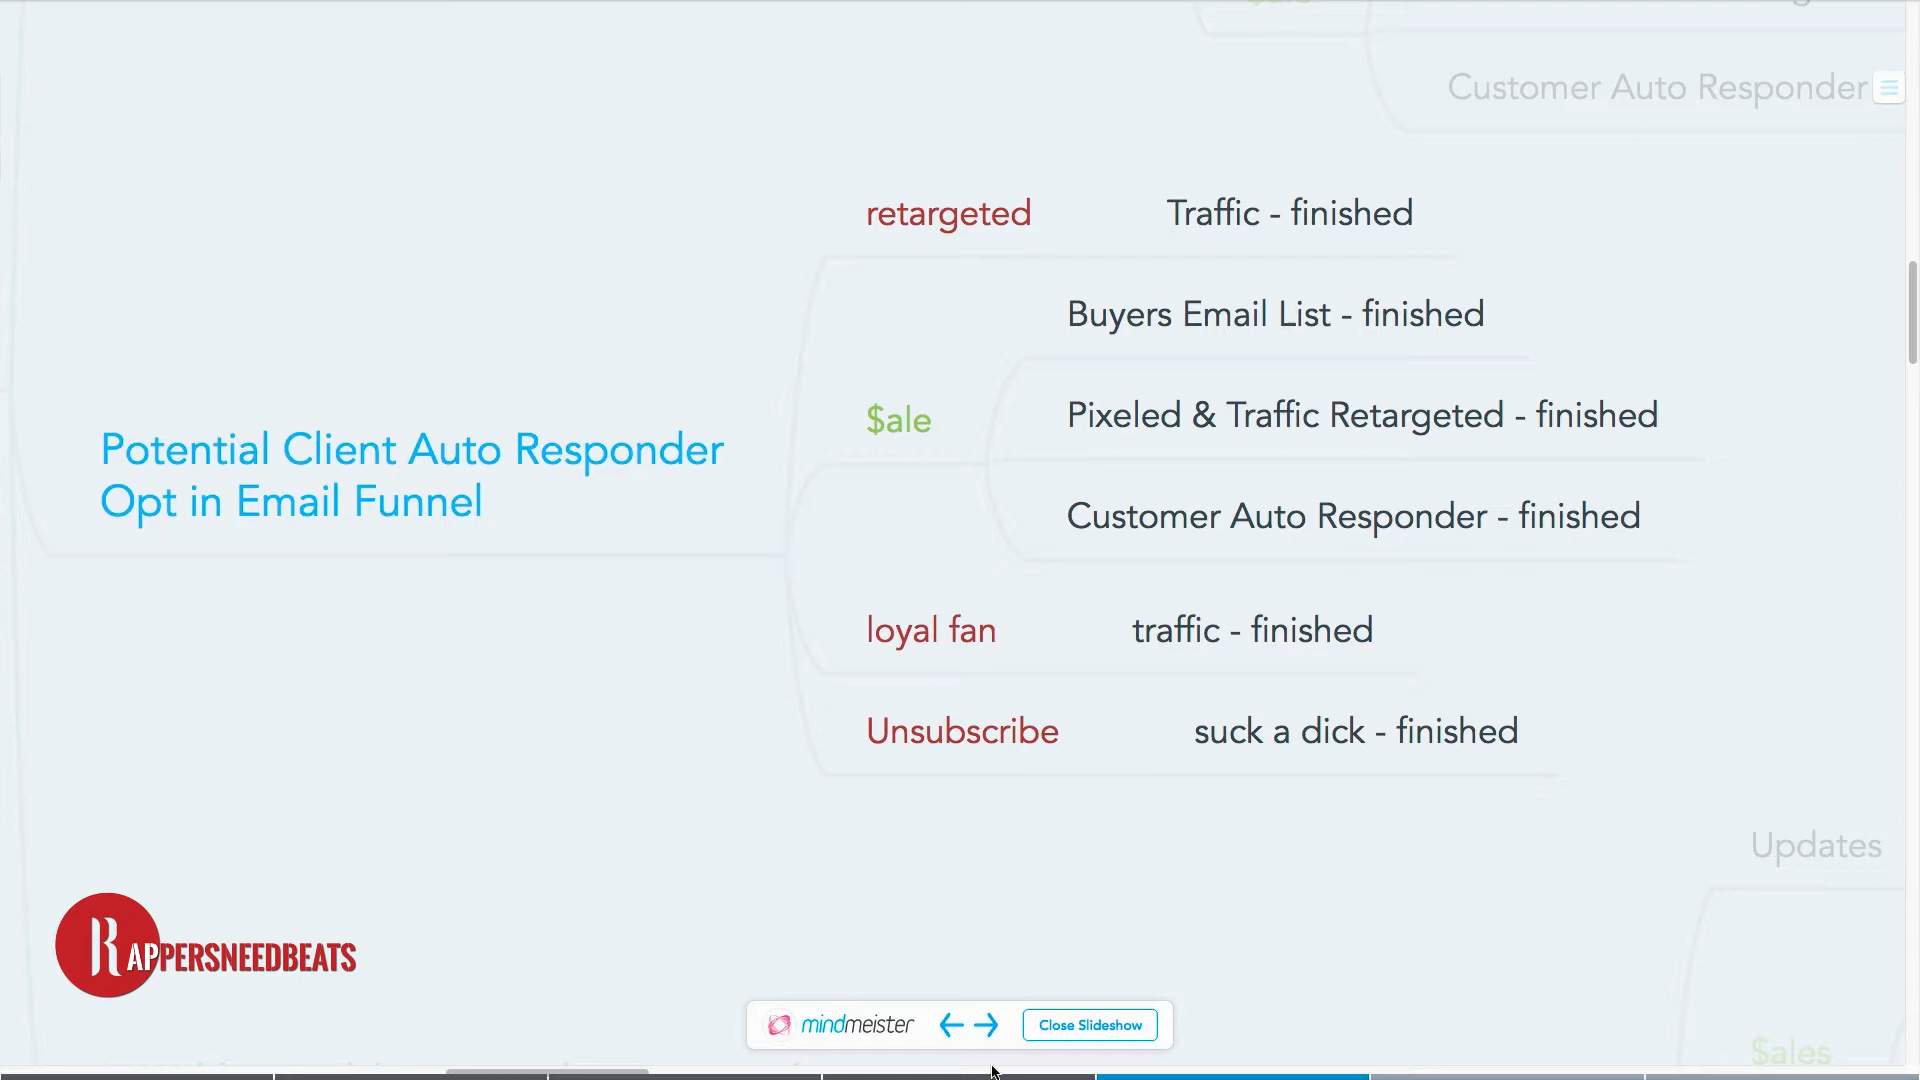 Customer Auto Responder
retargeted Traffic - finished
Buyers Email List - finished
$ale Pixeled & Traffic Retargeted - finished
Potential Client Auto Responder
Opt in Email Funnel
Customer Auto Responder - finished
loyal fan traffic - finished
Unsubscribe suck a dick - finished
Updates
RAPPERSNEEDBEATS
mindmeister Close Slideshow
$ales